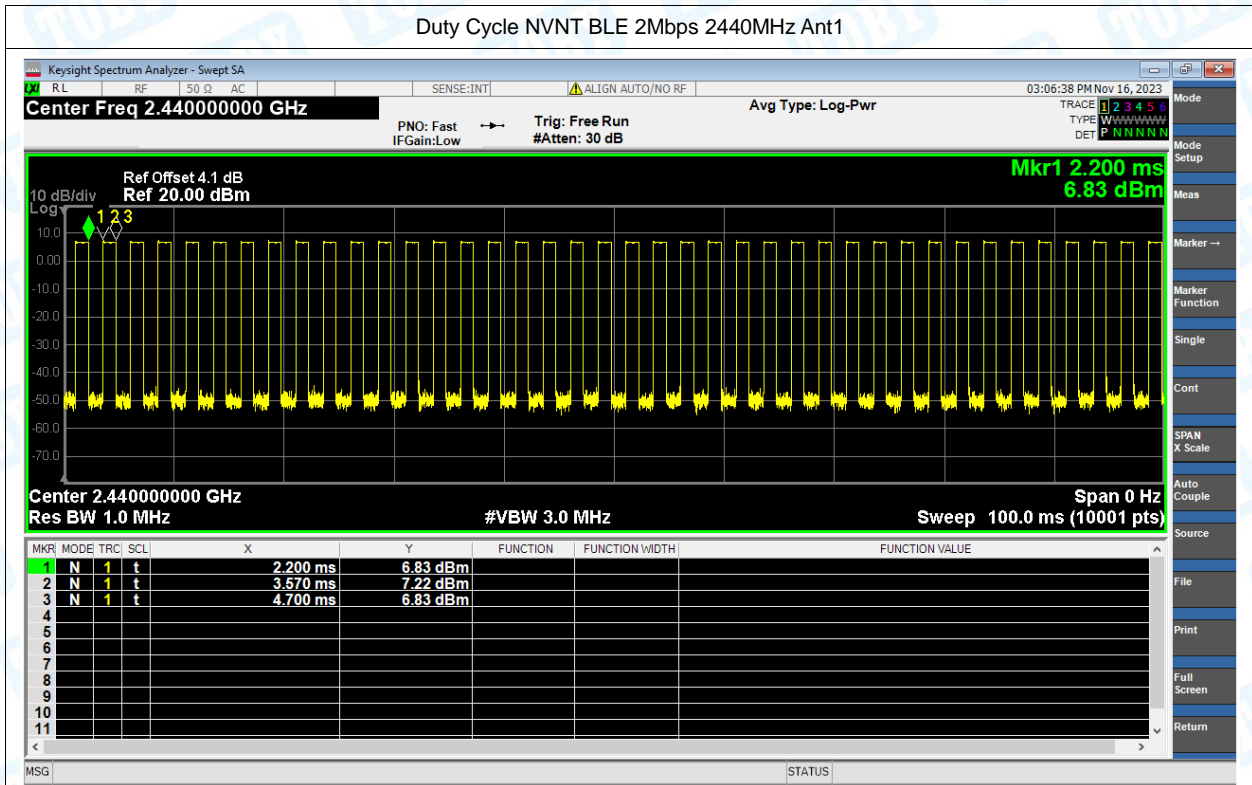 Duty Cycle NVNT BLE 2Mbps 2440MHz Ant1
Keysight Spectrum Analyzer - Swept SA
LXI RL RF 50 Ω AC SENSE:INT ALIGN AUTO/NO RF 03:06:38 PM Nov 16, 2023
Center Freq 2.440000000 GHz Avg Type: Log-Pwr TRACE 1 2 3 4 5 6
PNO: Fast Trig: Free Run TYPE WWWWWW
IFGain:Low #Atten: 30 dB DET P N N N N N
Mkr1 2.200 ms
6.83 dBm
Ref Offset 4.1 dB
10 dB/div Ref 20.00 dBm
Log
1 2 3
10.0
0.00
-10.0
-20.0
-30.0
-40.0
-50.0
-60.0
-70.0
Center 2.440000000 GHz Span 0 Hz
Res BW 1.0 MHz #VBW 3.0 MHz Sweep 100.0 ms (10001 pts)
MKR MODE TRC SCL X Y FUNCTION FUNCTION WIDTH FUNCTION VALUE
1 N 1 t 2.200 ms 6.83 dBm
2 N 1 t 3.570 ms 7.22 dBm
3 N 1 t 4.700 ms 6.83 dBm
4
5
6
7
8
9
10
11
MSG STATUS
Mode
Mode
Setup
Meas
Marker →
Marker
Function
Single
Cont
SPAN
X Scale
Auto
Couple
Source
File
Print
Full
Screen
Return
TOBY